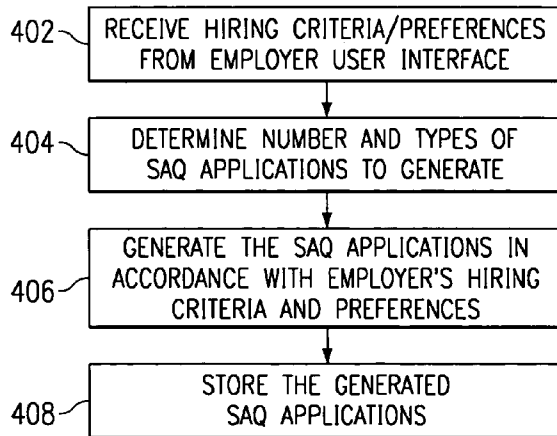 402
RECEIVE HIRING CRITERIA/PREFERENCES
FROM EMPLOYER USER INTERFACE
404
DETERMINE NUMBER AND TYPES OF
SAQ APPLICATIONS TO GENERATE
406
GENERATE THE SAQ APPLICATIONS IN
ACCORDANCE WITH EMPLOYER'S HIRING
CRITERIA AND PREFERENCES
408
STORE THE GENERATED
SAQ APPLICATIONS